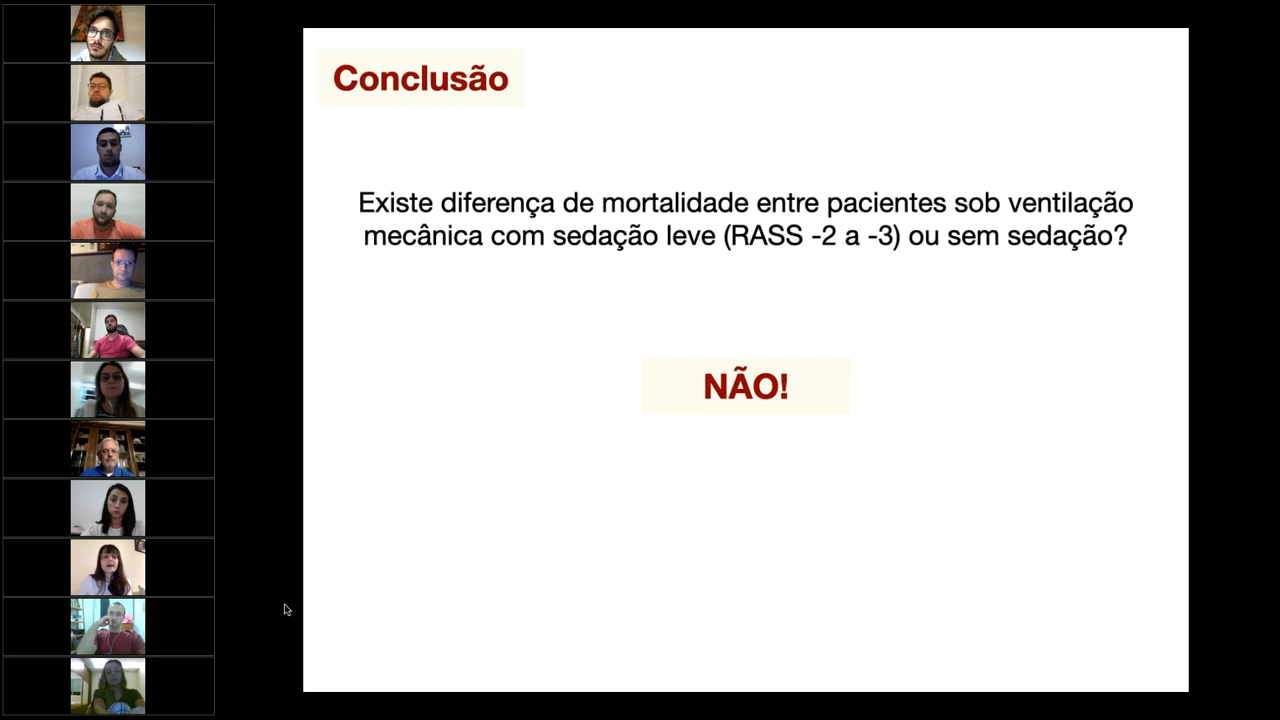 Conclusão
Existe diferença de mortalidade entre pacientes sob ventilação
mecânica com sedação leve (RASS -2 a -3) ou sem sedação?
NÃO!